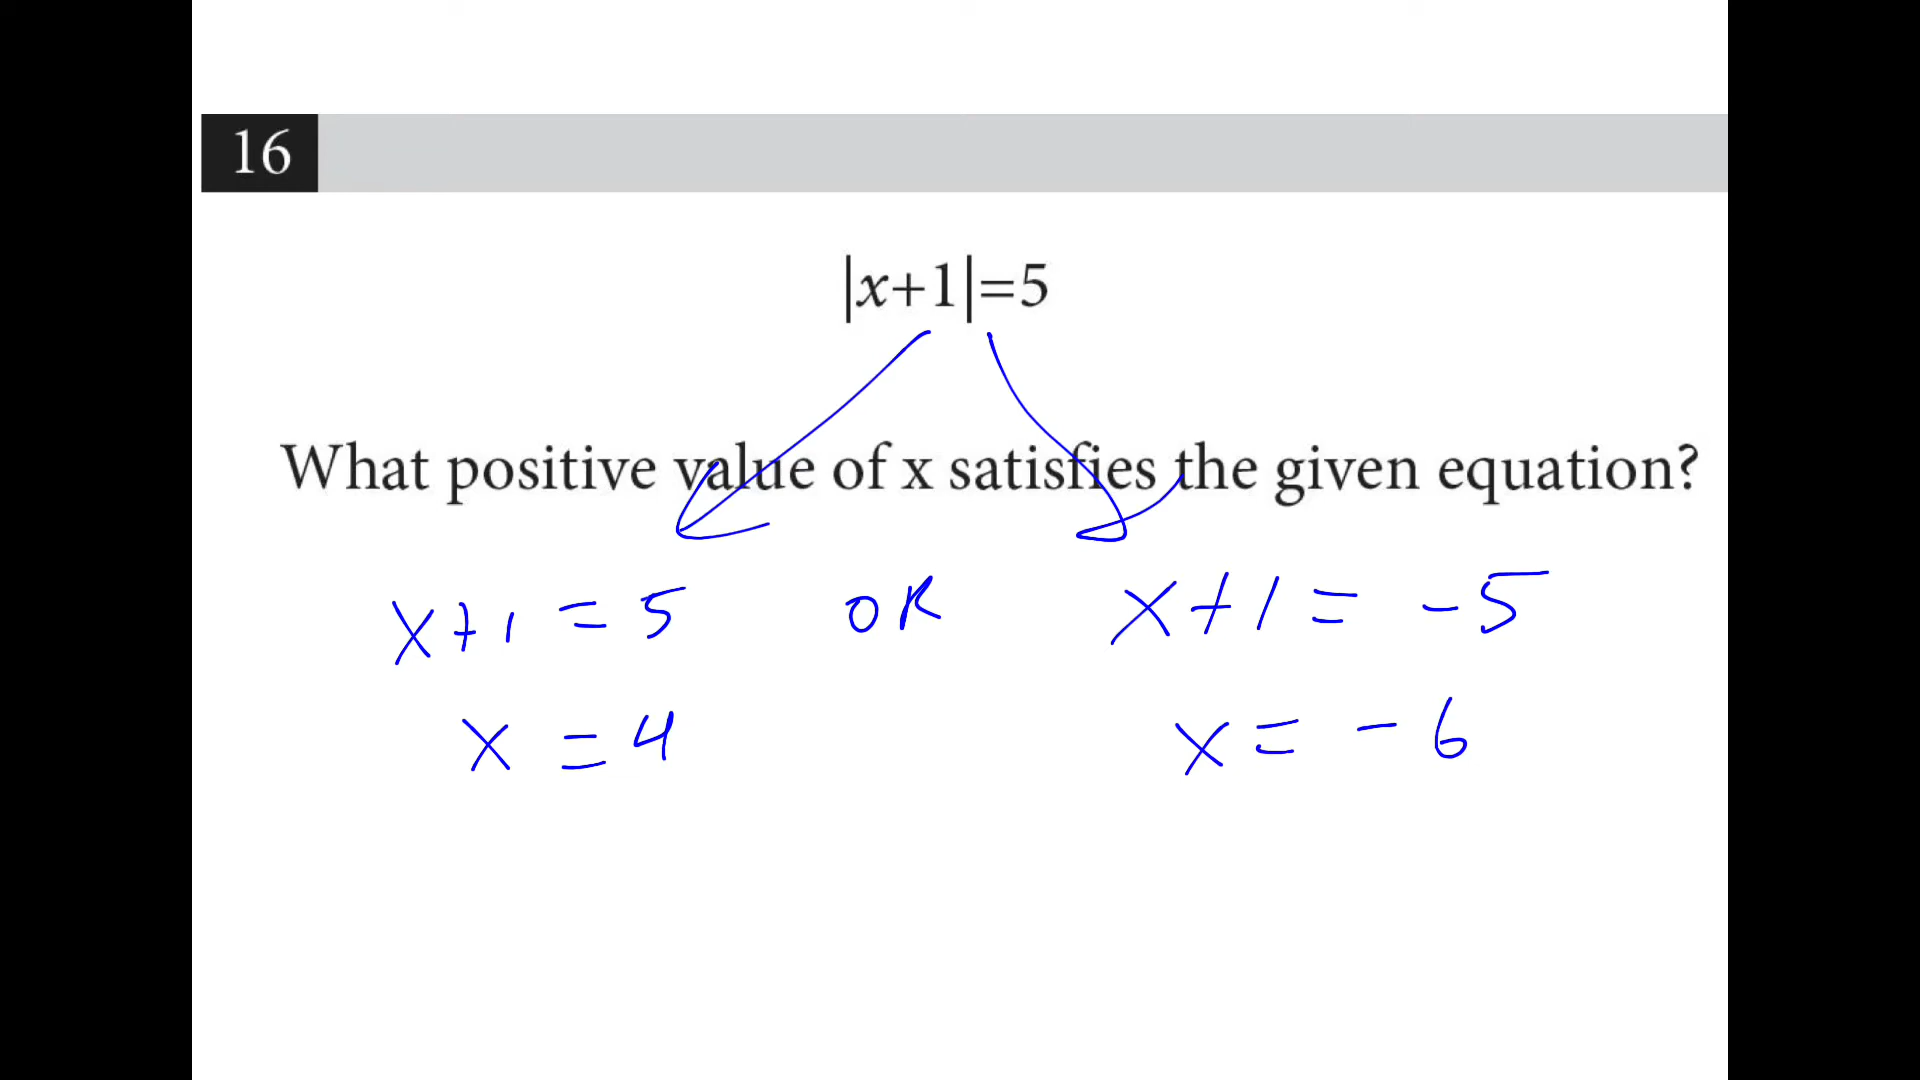 16
|x+1|=5
What positive value of x satisfies the given equation?
x+1 = 5 OR x+1 = -5
x = 4 x = -6